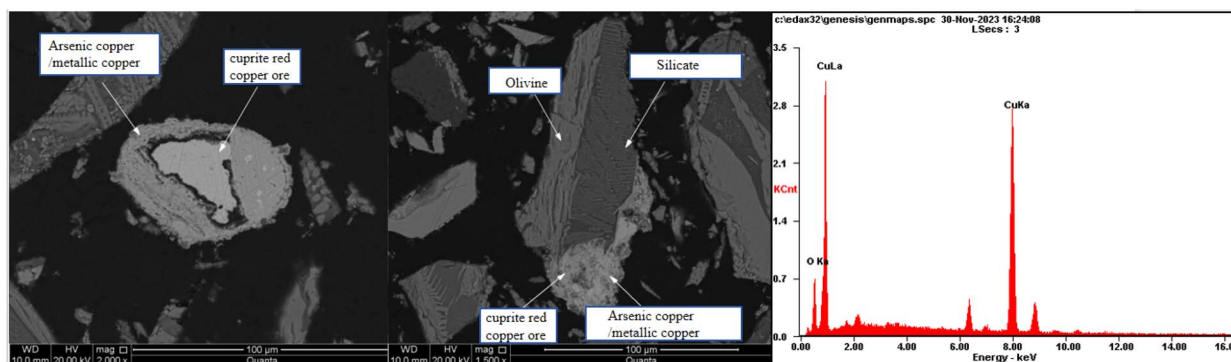 Arsenic copper
/metallic copper
cuprite red
copper ore
WD
HV
mag
100 µm
10.0 mm
20.00 kV
2 000 x
Quanta
Olivine
Silicate
cuprite red
copper ore
Arsenic copper
/metallic copper
WD
HV
mag
100 µm
10.0 mm
20.00 kV
1 500 x
Quanta
c:\edax32\genesis\genmaps.spc 30-Nov-2023 16:24:08
LSecs : 3
3.5
CuLa
2.8
CuKa
2.1
KCnt
1.4
O Ka
0.7
0.0
2.00 4.00 6.00 8.00 10.00 12.00 14.00
Energy - keV